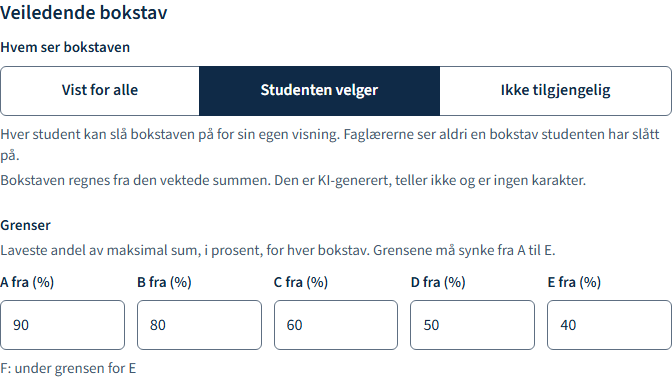 Veiledende bokstav
Hvem ser bokstaven
Vist for alle Studenten velger Ikke tilgjengelig
Hver student kan slå bokstaven på for sin egen visning. Faglærerne ser aldri en bokstav studenten har slått
på.
Bokstaven regnes fra den vektede summen. Den er KI-generert, teller ikke og er ingen karakter.
Grenser
Laveste andel av maksimal sum, i prosent, for hver bokstav. Grensene må synke fra A til E.
A fra (%) B fra (%) C fra (%) D fra (%) E fra (%)
90 80 60 50 40
F: under grensen for E